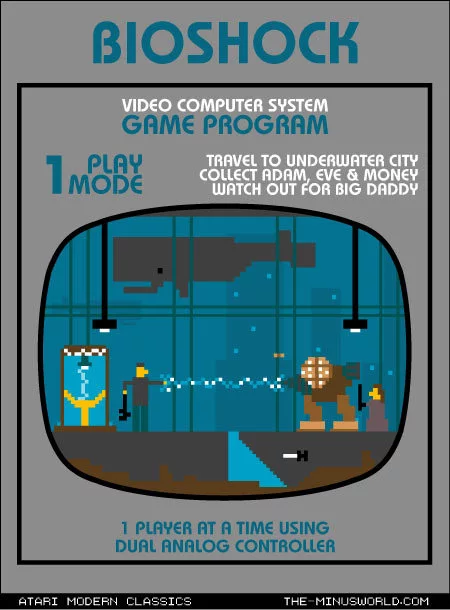 BIOSHOCK
VIDEO COMPUTER SYSTEM
GAME PROGRAM
1 PLAY MODE
TRAVEL TO UNDERWATER CITY
COLLECT ADAM, EVE & MONEY
WATCH OUT FOR BIG DADDY
1 PLAYER AT A TIME USING
DUAL ANALOG CONTROLLER
ATARI MODERN CLASSICS
THE-MINUSWORLD.COM